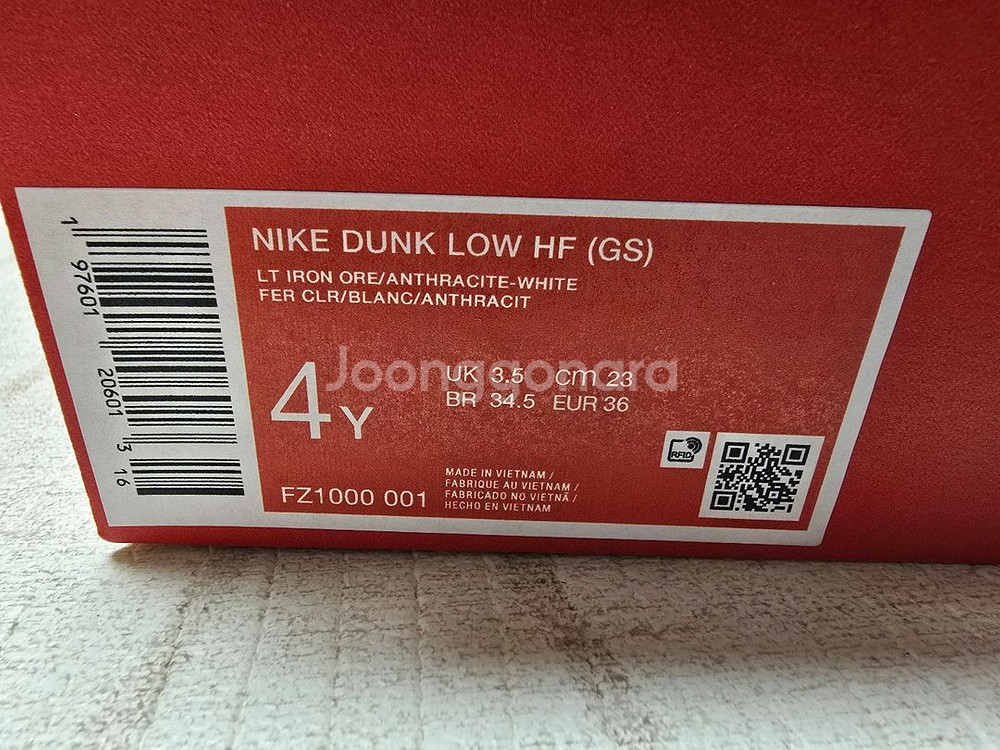 NIKE DUNK LOW HF (GS)
LT IRON ORE/ANTHRACITE-WHITE
FER CLR/BLANC/ANTHRACIT
4Y
UK 3.5 cm 23
BR 34.5 EUR 36
Joonggonara
RFID
FZ1000 001
MADE IN VIETNAM /
FABRIQUE AU VIETNAM /
FABRICADO NO VIETNÃ /
HECHO EN VIETNAM
1 97601 20601 3 16